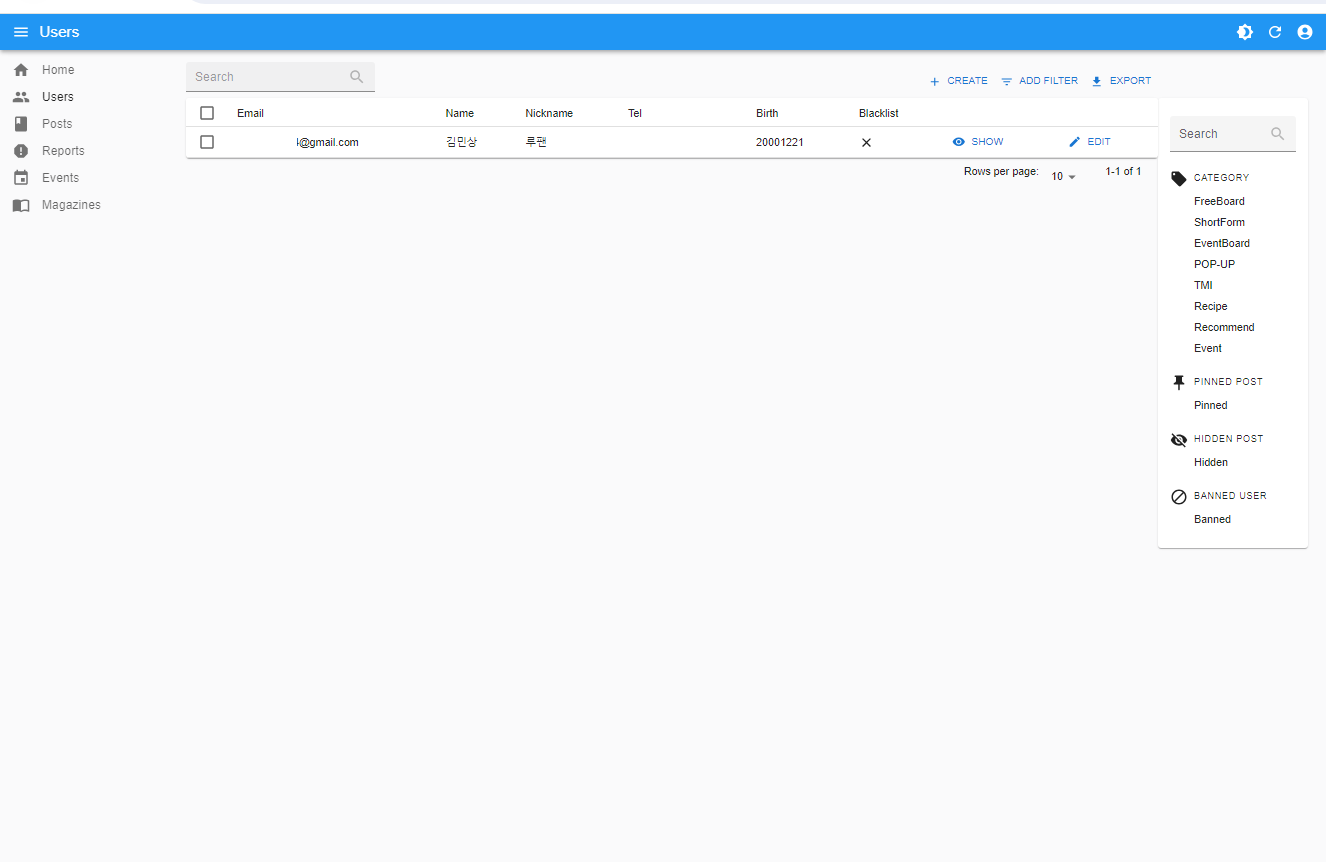 Users
Home
Users
Posts
Reports
Events
Magazines
Search
CREATE ADD FILTER EXPORT
Email Name Nickname Tel Birth Blacklist
@gmail.com 김민상 루팬 20001221 SHOW EDIT
Rows per page: 10 1-1 of 1
Search
CATEGORY
FreeBoard
ShortForm
EventBoard
POP-UP
TMI
Recipe
Recommend
Event
PINNED POST
Pinned
HIDDEN POST
Hidden
BANNED USER
Banned